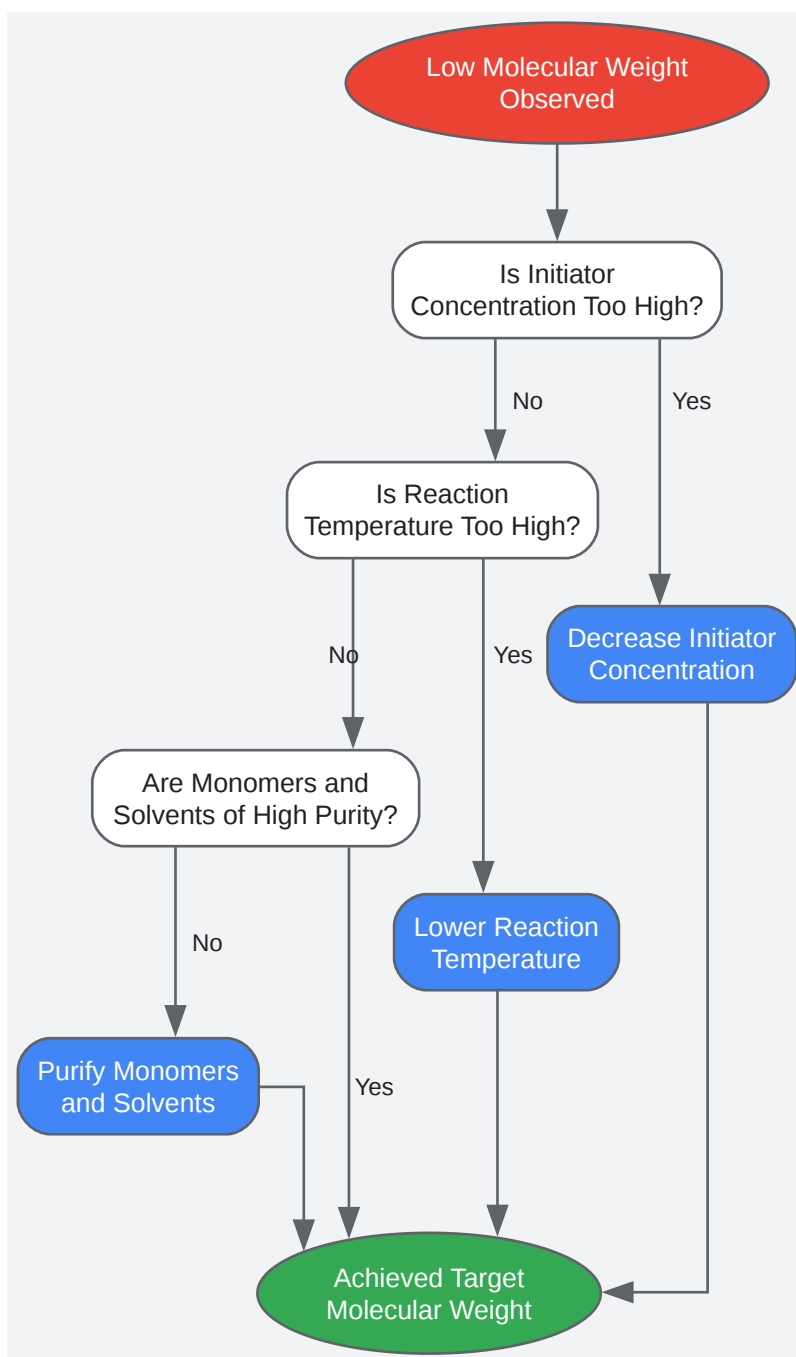 Low Molecular Weight
Observed
Is Initiator
Concentration Too High?
No
Yes
Is Reaction
Temperature Too High?
No
Yes
Decrease Initiator
Concentration
Are Monomers and
Solvents of High Purity?
No
Lower Reaction
Temperature
Purify Monomers
and Solvents
Yes
Achieved Target
Molecular Weight